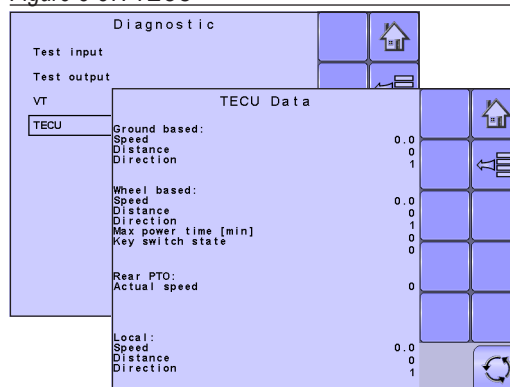 Figure TECU
Diagnostic
Test input
Test output
VT
TECU
TECU Data
Ground based:
Speed 0.0
Distance 0
Direction 1
Wheel based:
Speed 0.0
Distance 0
Direction 1
Max power time [min] 0
Key switch state 0
Rear PTO:
Actual speed 0
Local:
Speed 0.0
Distance 0
Direction 1